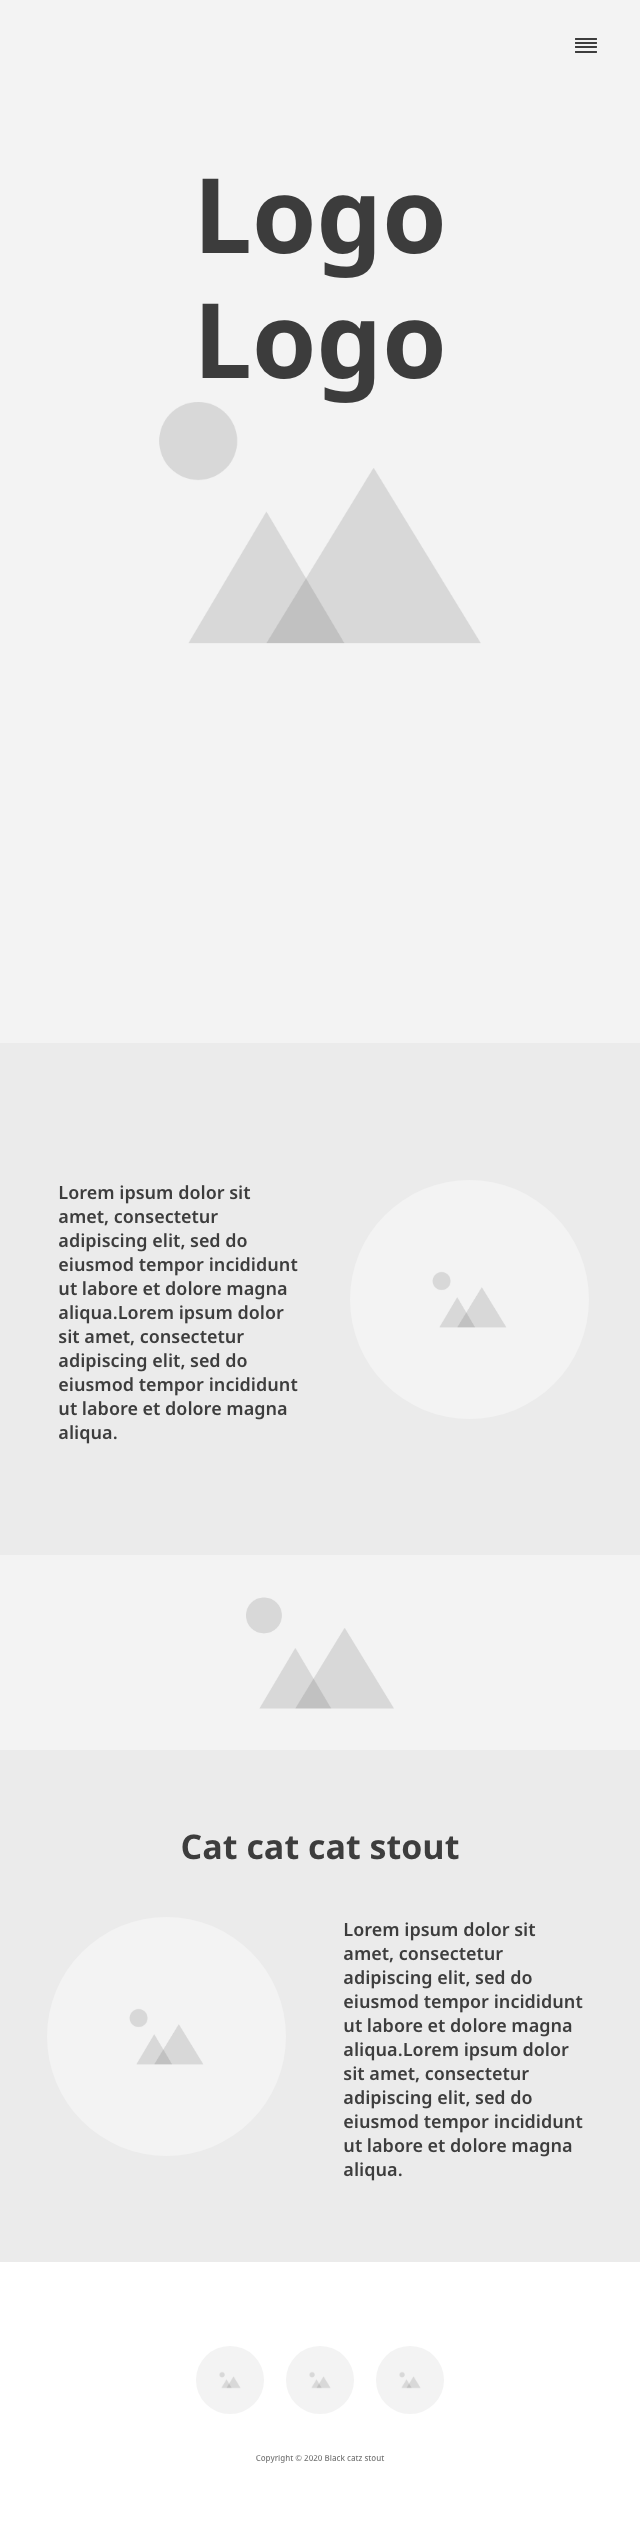 Logo
Logo
Lorem ipsum dolor sit
amet, consectetur
adipiscing elit, sed do
eiusmod tempor incididunt
ut labore et dolore magna
aliqua.Lorem ipsum dolor
sit amet, consectetur
adipiscing elit, sed do
eiusmod tempor incididunt
ut labore et dolore magna
aliqua.
Cat cat cat stout
Lorem ipsum dolor sit
amet, consectetur
adipiscing elit, sed do
eiusmod tempor incididunt
ut labore et dolore magna
aliqua.Lorem ipsum dolor
sit amet, consectetur
adipiscing elit, sed do
eiusmod tempor incididunt
ut labore et dolore magna
aliqua.
Copyright © 2020 Black catz stout